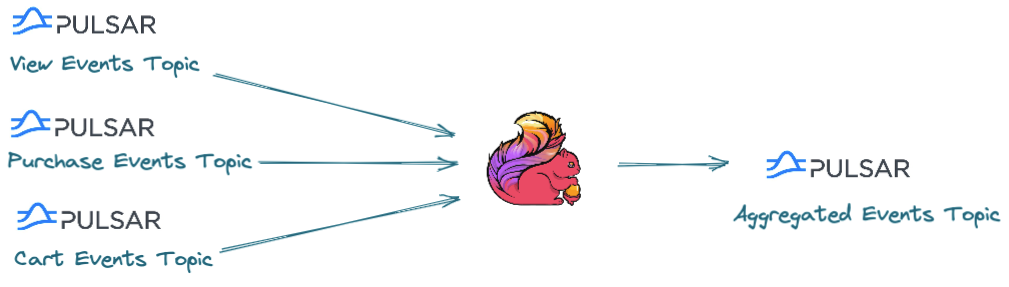 PULSAR
View Events Topic
PULSAR
Purchase Events Topic
PULSAR
Cart Events Topic
PULSAR
Aggregated Events Topic